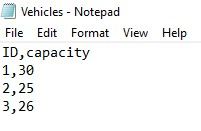 Vehicles - Notepad
File Edit Format View Help
ID,capacity
1,30
2,25
3,26